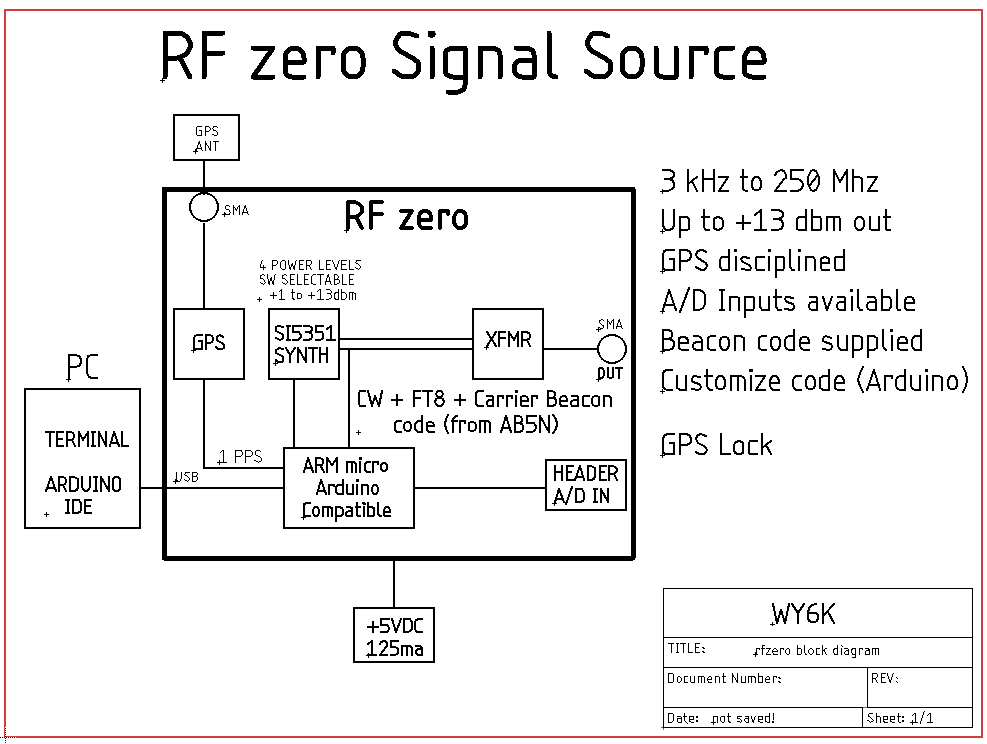 RF zero Signal Source
GPS
ANT
SMA
RF zero
4 POWER LEVELS
SW SELECTABLE
+1 to +13dbm
GPS
SI5351
SYNTH
XFMR
SMA
OUT
CW + FT8 + Carrier Beacon
code (from AB5N)
PC
TERMINAL
ARDUINO
IDE
1 PPS
USB
ARM micro
Arduino
Compatible
HEADER
A/D IN
+5VDC
125ma
3 kHz to 250 Mhz
Up to +13 dbm out
GPS disciplined
A/D Inputs available
Beacon code supplied
Customize code (Arduino)
GPS Lock
WY6K
TITLE: rfzero block diagram
Document Number: REV:
Date: not saved! Sheet: 1/1